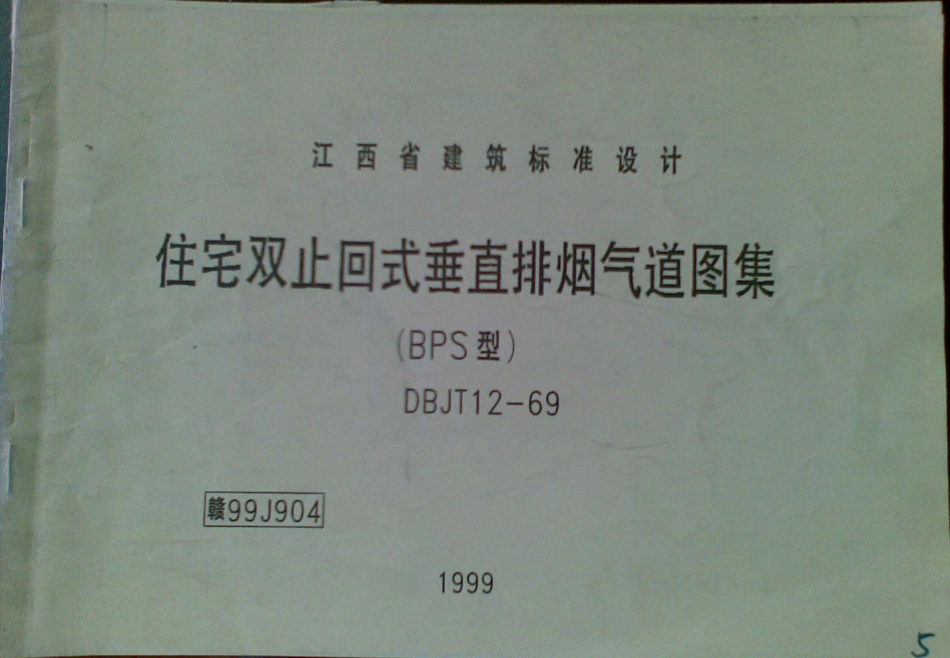 江西省建筑标准设计
住宅双止回式垂直排烟气道图集
(BPS型)
DBJT12-69
赣99J904
1999
5